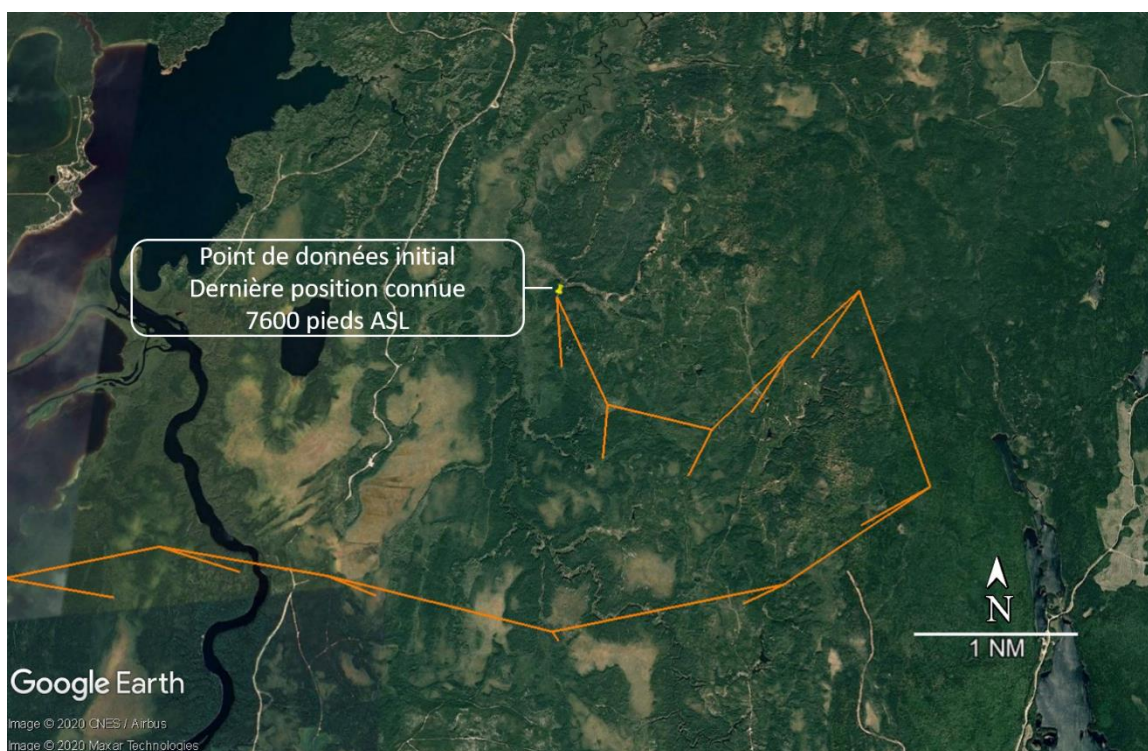 Point de données initial
Dernière position connue
7600 pieds ASL
N
1 NM
Google Earth
Image © 2020 CNES / Airbus
Image © 2020 Maxar Technologies